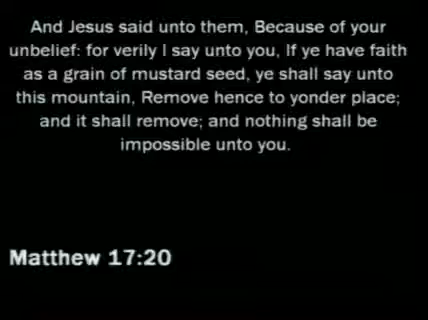 And Jesus said unto them, Because of your
unbelief: for verily I say unto you, If ye have faith
as a grain of mustard seed, ye shall say unto
this mountain, Remove hence to yonder place;
and it shall remove; and nothing shall be
impossible unto you.
Matthew 17:20